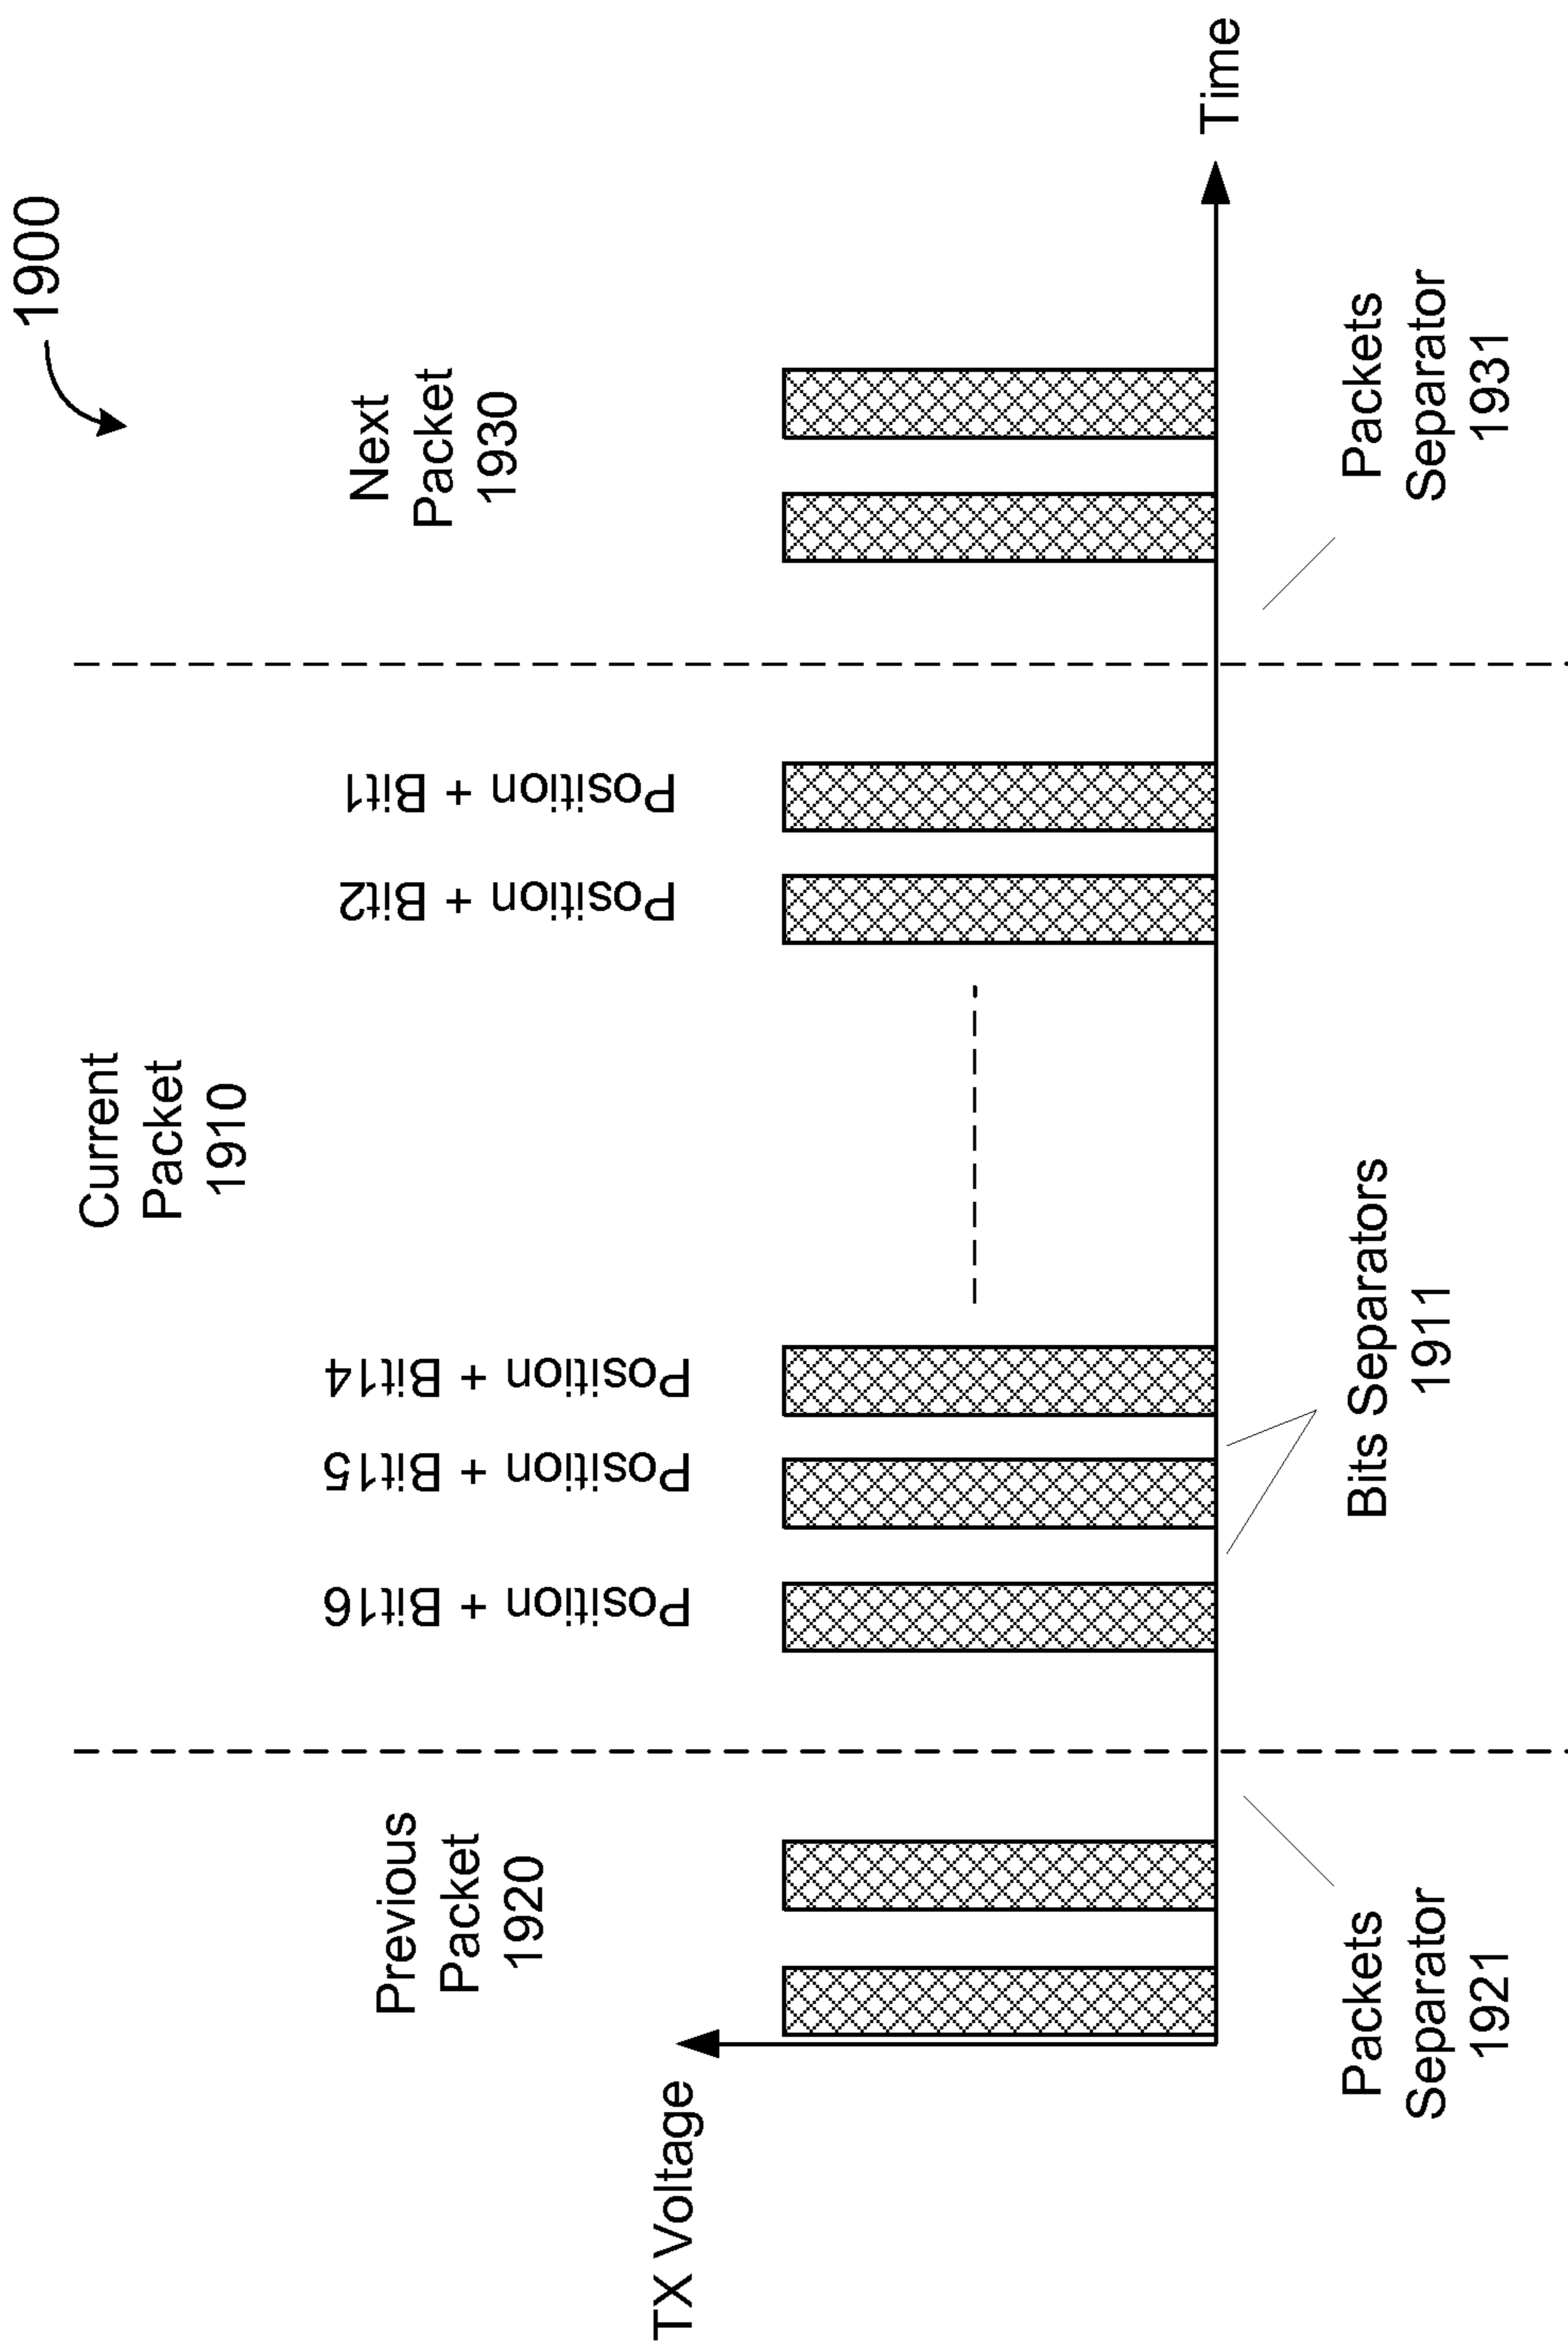 1900
Current
Packet
1910
Previous
Packet
1920
Next
Packet
1930
Position + Bit16
Position + Bit15
Position + Bit14
Position + Bit2
Position + Bit1
TX Voltage
Time
Packets
Separator
1921
Bits Separators
1911
Packets
Separator
1931